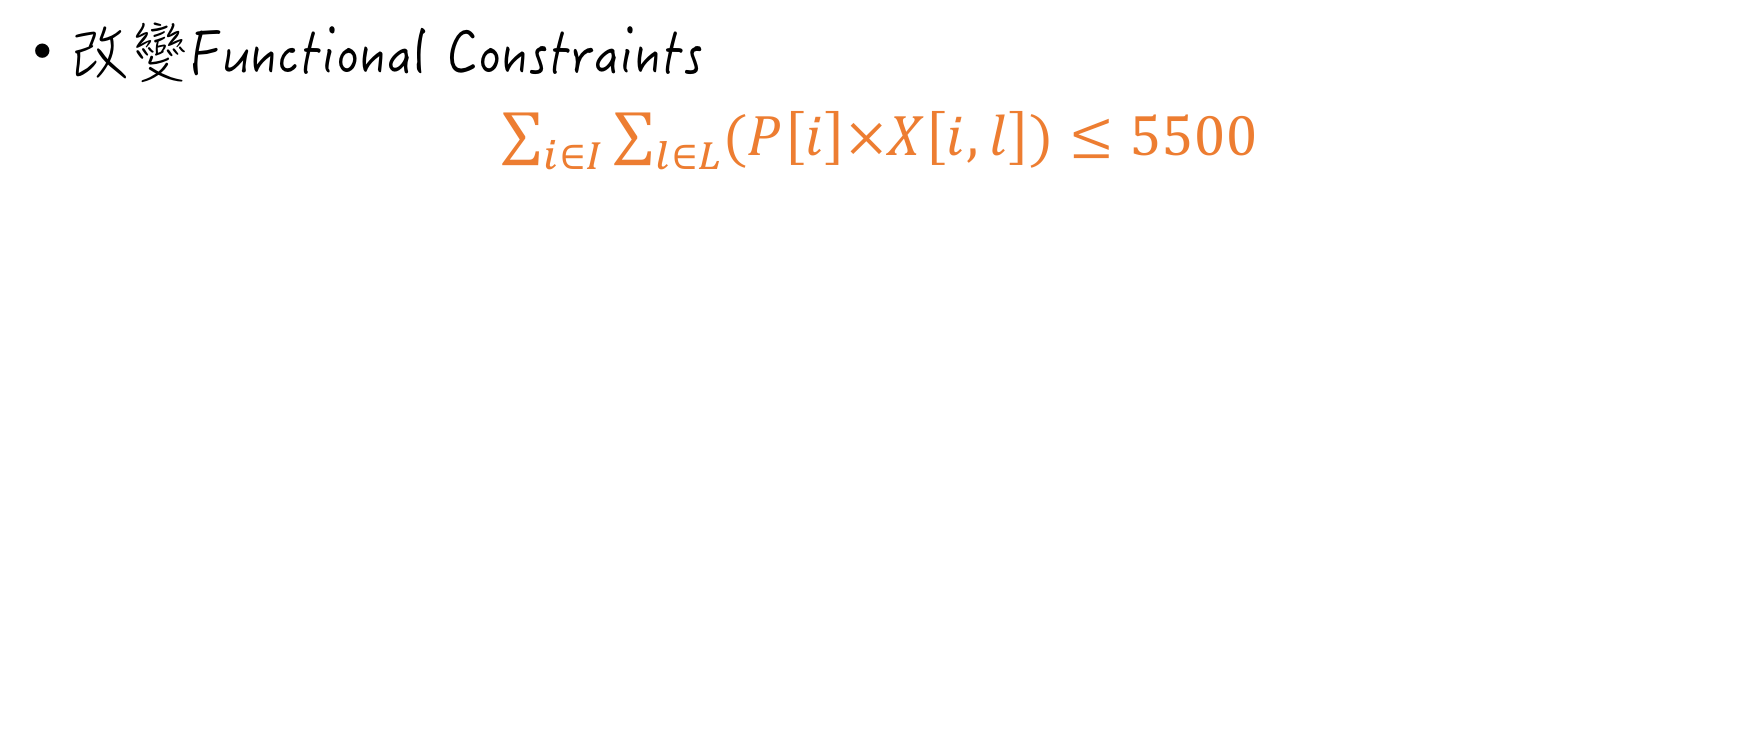 • 改變Functional Constraints
∑_{i∈I} ∑_{l∈L}(P[i]×X[i, l]) ≤ 5500